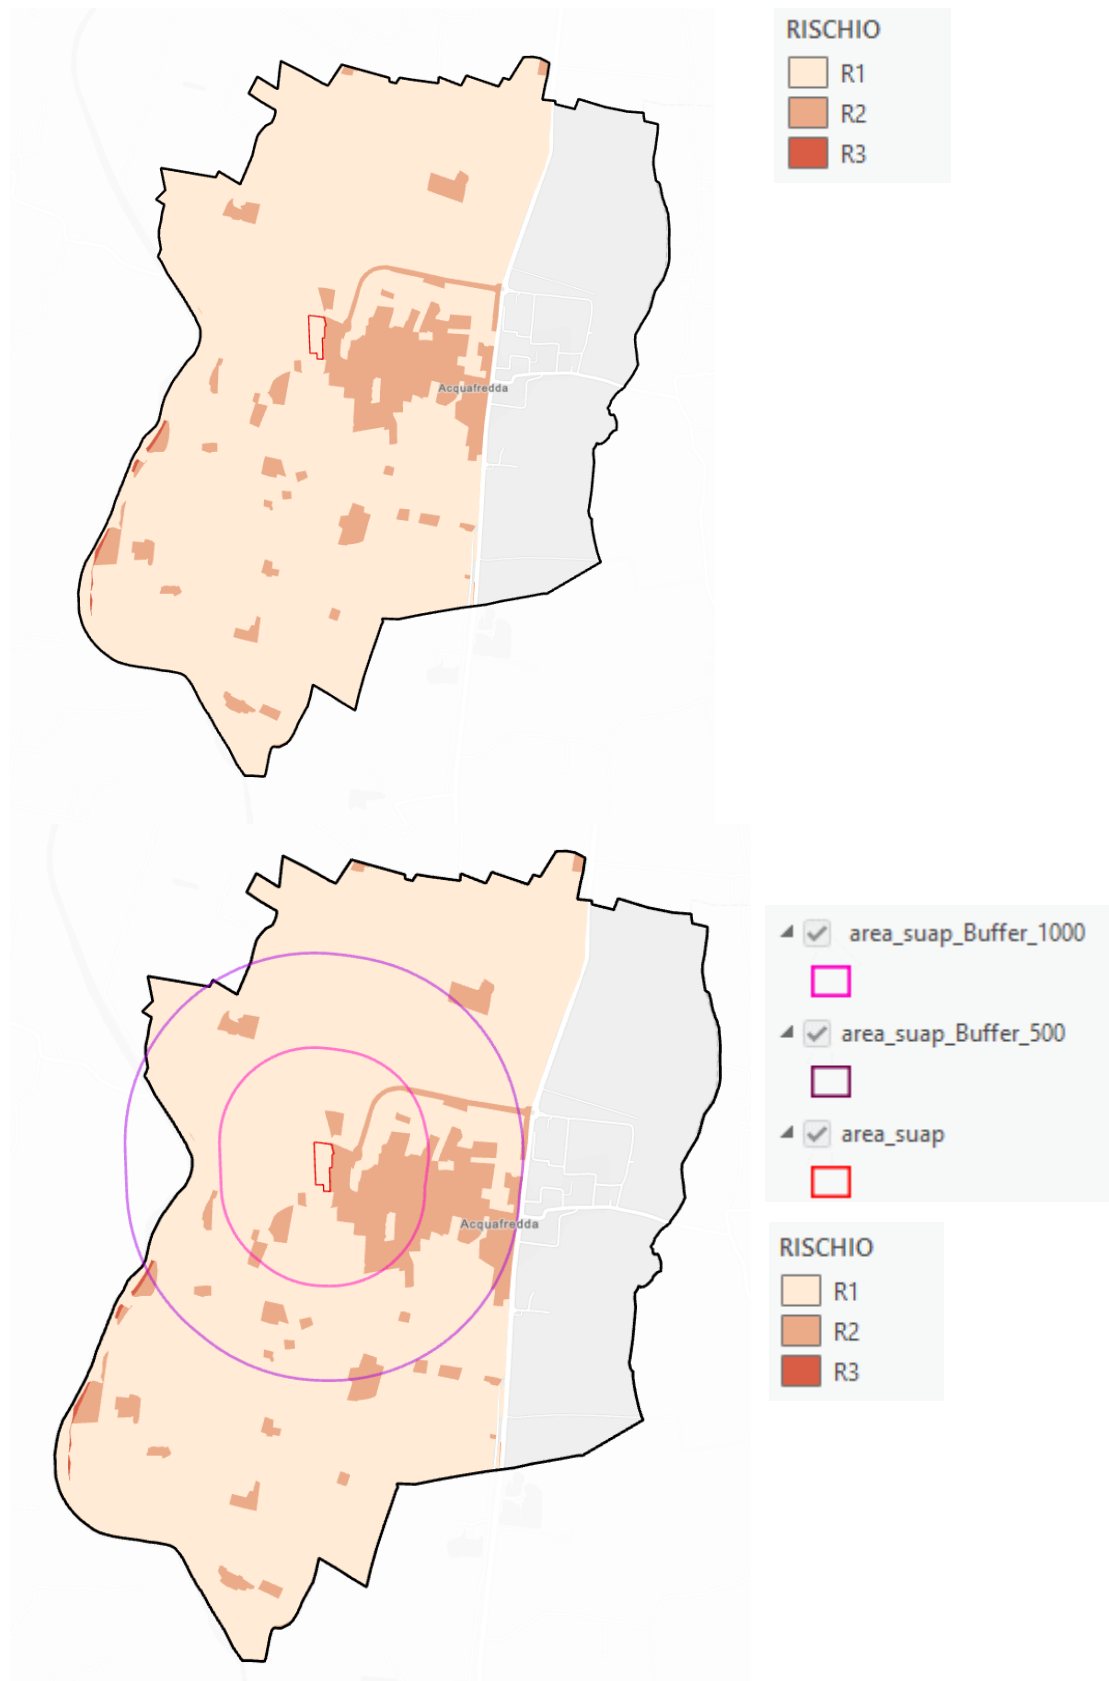 RISCHIO
R1
R2
R3
Acquafredda
area_suap_Buffer_1000
area_suap_Buffer_500
area_suap
Acquafredda
RISCHIO
R1
R2
R3